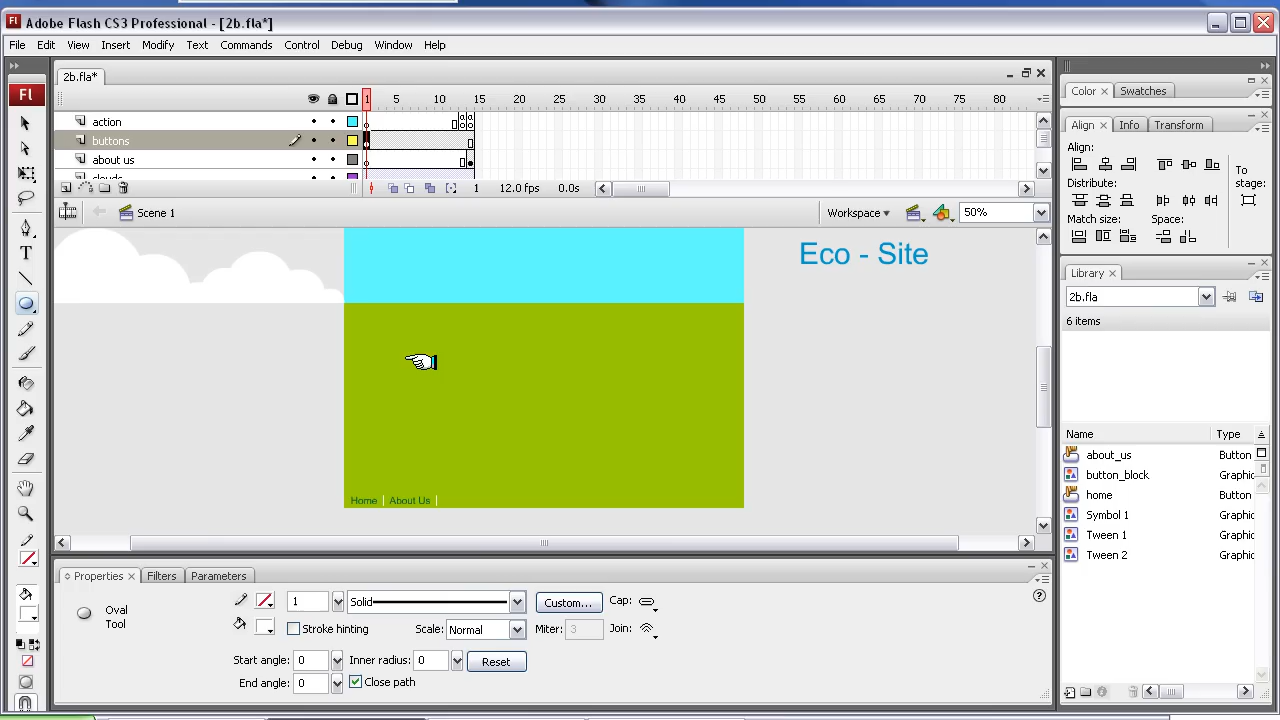 Fl Adobe Flash CS3 Professional - [2b.fla*]
File Edit View Insert Modify Text Commands Control Debug Window Help
2b.fla*
1 5 10 15 20 25 30 35 40 45 50 55 60 65 70 75 80
action
buttons
about us
clouds
1 12.0 fps 0.0s
Scene 1
Workspace
50%
Eco - Site
Home | About Us |
Fl
T
Properties × Filters Parameters
Oval
Tool
1
Solid
Custom...
Cap:
Stroke hinting
Scale: Normal
Miter: 3
Join:
Start angle: 0
Inner radius: 0
Reset
End angle: 0
Close path
Color × Swatches
Align × Info Transform
Align:
To
stage:
Distribute:
Match size:
Space:
Library ×
2b.fla
6 items
Name Type
about_us Button
button_block Graphic
home Button
Symbol 1 Graphic
Tween 1 Graphic
Tween 2 Graphic